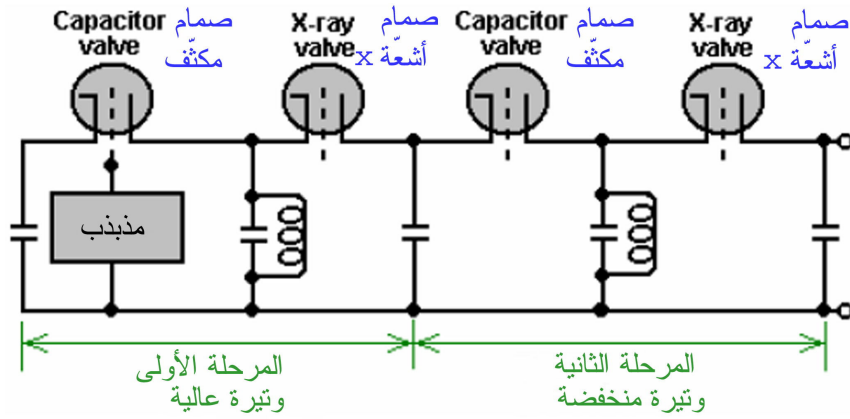 Capacitor
valve
صمام
مكثّف
X-ray
valve
صمام
أشعّة x
Capacitor
valve
صمام
مكثّف
X-ray
valve
صمام
أشعّة x
مذبذب
المرحلة الأولى
وتيرة عالية
المرحلة الثانية
وتيرة منخفضة